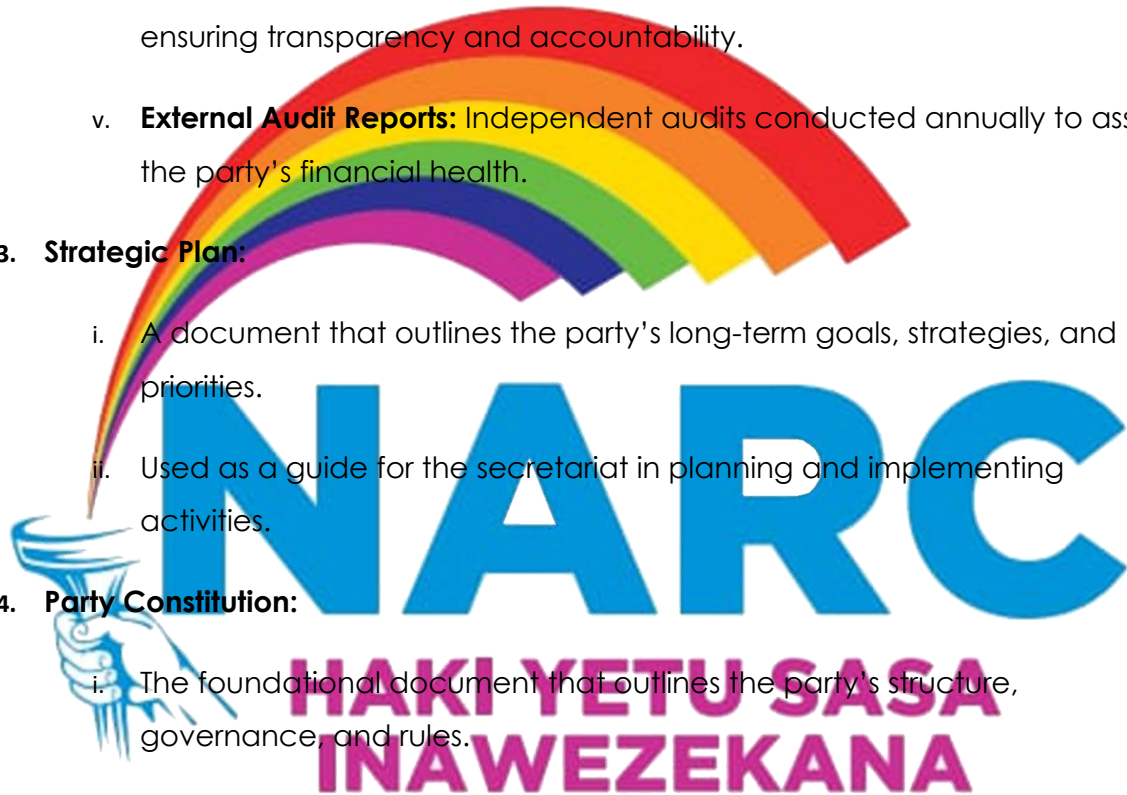 ensuring transparency and accountability.
v. External Audit Reports: Independent audits conducted annually to
the party's financial health.
3. Strategic Plan:
i. A document that outlines the party's long-term goals, strategies, and
priorities.
ii. Used as a guide for the secretariat in planning and implementing
activities.
4. Party Constitution:
i. The foundational document that outlines the party's structure,
governance, and rules.
NARC
HAKI YETU SASA
INAWEZEKANA